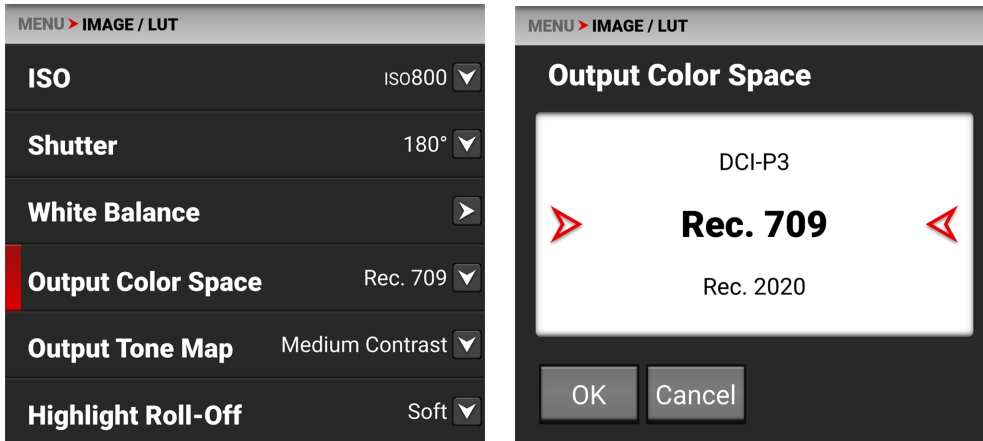 MENU > IMAGE / LUT
ISO ISO800
Shutter 180°
White Balance
Output Color Space Rec. 709
Output Tone Map Medium Contrast
Highlight Roll-Off Soft
MENU > IMAGE / LUT
Output Color Space
DCI-P3
Rec. 709
Rec. 2020
OK Cancel